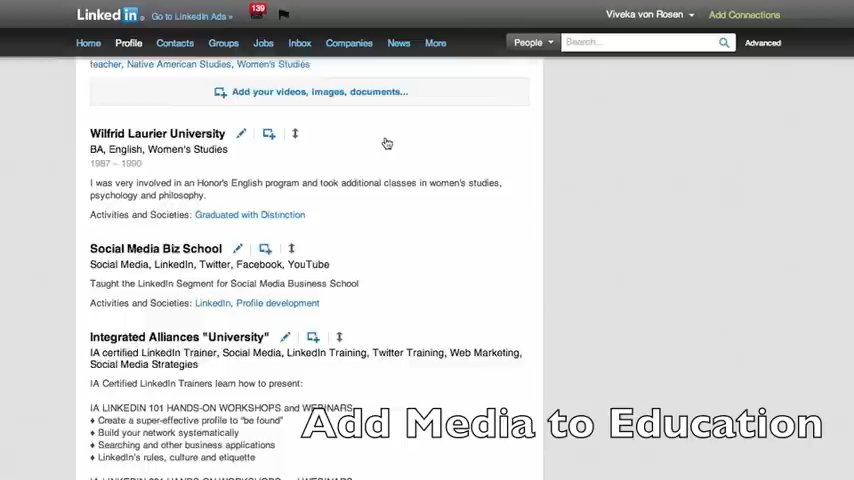 Linked in. Go to LinkedIn Ads » 139 Viveka von Rosen Add Connections
Home Profile Contacts Groups Jobs Inbox Companies News More People Search... Advanced
teacher, Native American Studies, Women's Studies
Add your videos, images, documents...
Wilfrid Laurier University
BA, English, Women's Studies
1987 – 1990
I was very involved in an Honor's English program and took additional classes in women's studies,
psychology and philosophy.
Activities and Societies: Graduated with Distinction
Social Media Biz School
Social Media, LinkedIn, Twitter, Facebook, YouTube
Taught the LinkedIn Segment for Social Media Business School
Activities and Societies: LinkedIn, Profile development
Integrated Alliances "University"
IA certified LinkedIn Trainer, Social Media, LinkedIn Training, Twitter Training, Web Marketing,
Social Media Strategies
IA Certified LinkedIn Trainers learn how to present:
IA LINKEDIN 101 HANDS-ON WORKSHOPS and WEBINARS
♦ Create a super-effective profile to "be found"
♦ Build your network systematically
♦ Searching and other business applications
♦ LinkedIn's rules, culture and etiquette
Add Media to Education